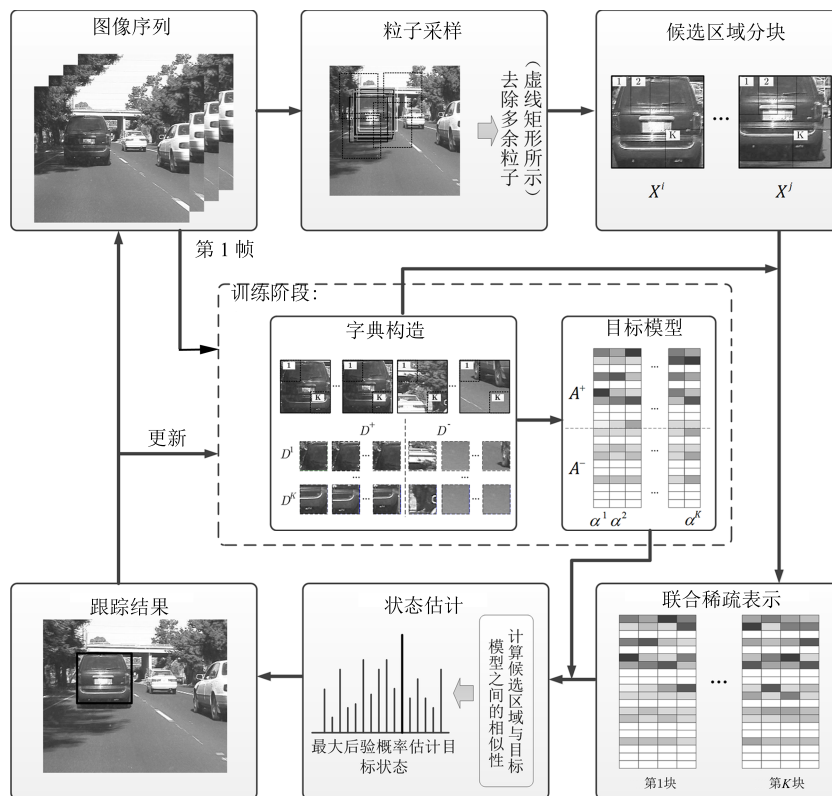 图像序列
粒子采样
(虚线矩形所示)
去除多余粒子
候选区域分块
1 2
K
...
1 2
K
X^i
X^j
第1帧
训练阶段:
字典构造
1
K
...
1
K
1
K
...
K
D^+
D^-
D^1
...
...
...
...
D^K
...
...
目标模型
A^+
A^-
...
...
...
...
α^1 α^2
α^K
更新
跟踪结果
状态估计
计算候选区域与目标
模型之间的相似性
最大后验概率估计目
标状态
联合稀疏表示
...
第1块
第K块